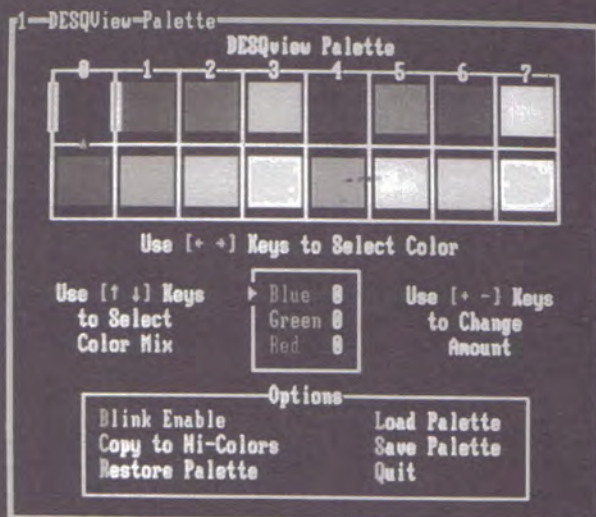 1=DESQView=Palette
DESQview Palette
0 1 2 3 4 5 6 7
Use [← →] Keys to Select Color
Use [↑ ↓] Keys to Select Color Mix
Blue 0
Green 0
Red 0
Use [+ -] Keys to Change Amount
Options
Blink Enable
Copy to Hi-Colors
Restore Palette
Load Palette
Save Palette
Quit